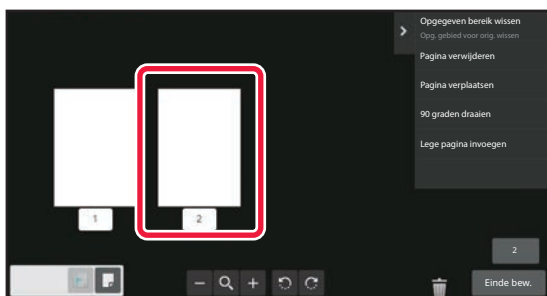 Opgegeven bereik wissen
Opg. gebied voor orig. wissen
Pagina verwijderen
Pagina verplaatsen
90 graden draaien
Lege pagina invoegen
1
2
2
Einde bew.